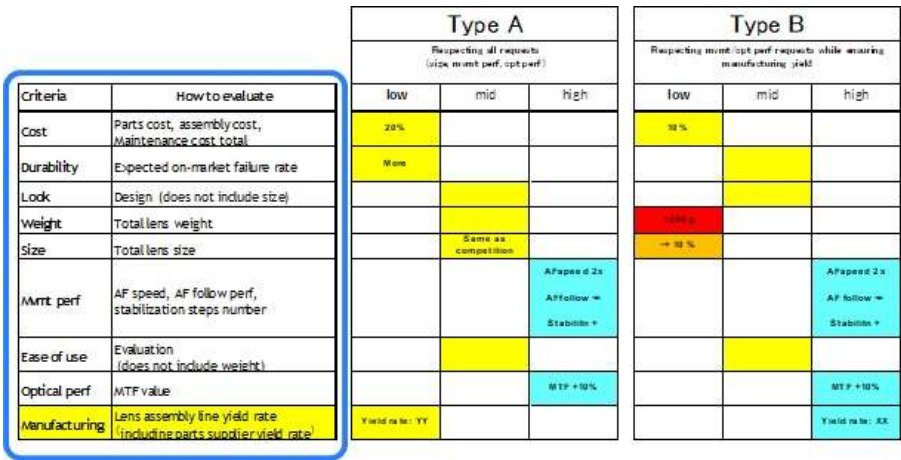 Type A
Type B
Respecting all requests
(size, mvmt perf, opt perf)
Respecting mvmt/opt perf requests while ensuring
manufacturing yield
Criteria How to evaluate low mid high low mid high
Cost Parts cost, assembly cost,
Maintenance cost total 20% 10%
Durability Expected on-market failure rate More
Look Design (does not include size)
Weight Total lens weight
Size Total lens size Same as
competition 10%
Mvmt perf AF speed, AF follow perf,
stabilization steps number
AFspeed 2x AFspeed 2x
AFfollow AF follow
MTF +10% MTF +10%
Ease of use Evaluation
(does not include weight)
Optical perf MTF value
Manufacturing Lens assembly line yield rate
(including parts supplier yield rate)
Yield rate: YY Yield rate: XX